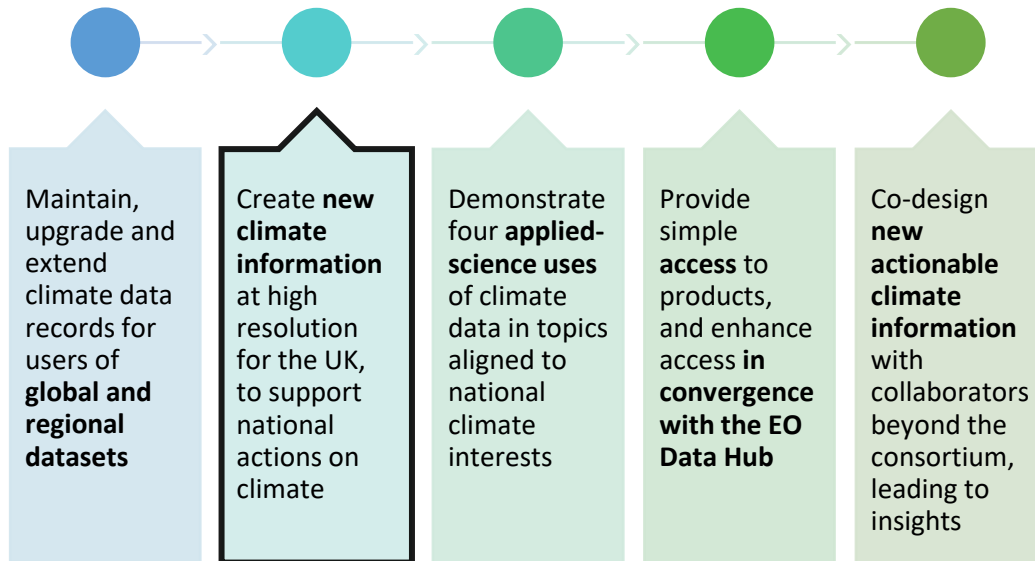 Maintain,
upgrade and
extend
climate data
records for
users of
global and
regional
datasets
Create new
climate
information
at high
resolution
for the UK,
to support
national
actions on
climate
Demonstrate
four applied-
science uses
of climate
data in topics
aligned to
national
climate
interests
Provide
simple
access to
products,
and enhance
access in
convergence
with the EO
Data Hub
Co-design
new
actionable
climate
information
with
collaborators
beyond the
consortium,
leading to
insights